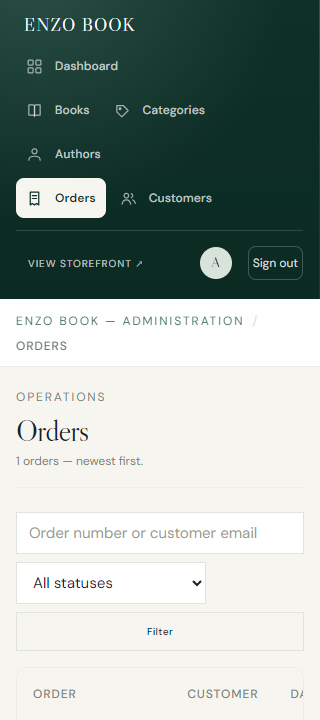 ENZO BOOK
Dashboard
Books Categories
Authors
Orders Customers
VIEW STOREFRONT ↗ A Sign out
ENZO BOOK — ADMINISTRATION /
ORDERS
OPERATIONS
Orders
1 orders — newest first.
Order number or customer email
All statuses
Filter
ORDER CUSTOMER DA